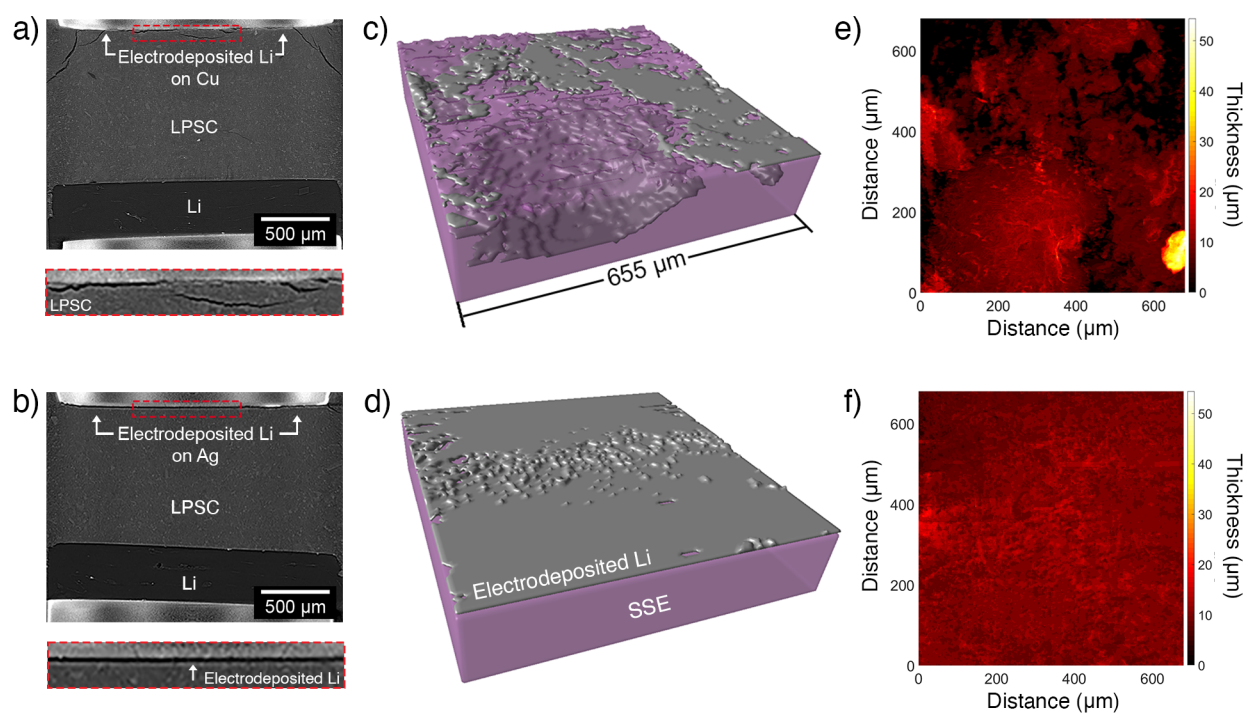 a)
Electrodeposited Li
on Cu
LPSC
Li
500 µm
LPSC
c)
655 µm
e)
600
400
200
0
0
200
400
600
Distance (µm)
Distance (µm)
50
40
30
20
10
0
Thickness (µm)
b)
Electrodeposited Li
on Ag
LPSC
Li
500 µm
Electrodeposited Li
d)
Electrodeposited Li
SSE
f)
600
400
200
0
0
200
400
600
Distance (µm)
Distance (µm)
50
40
30
20
10
0
Thickness (µm)